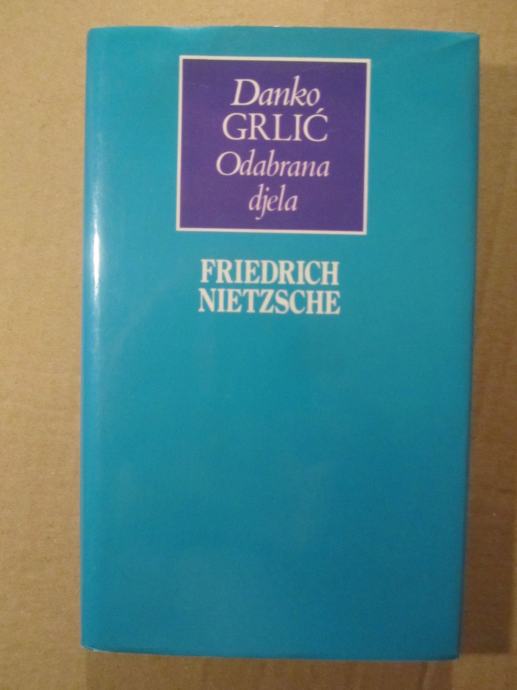 Danko
GRLIĆ
Odabrana
djela
FRIEDRICH
NIETZSCHE